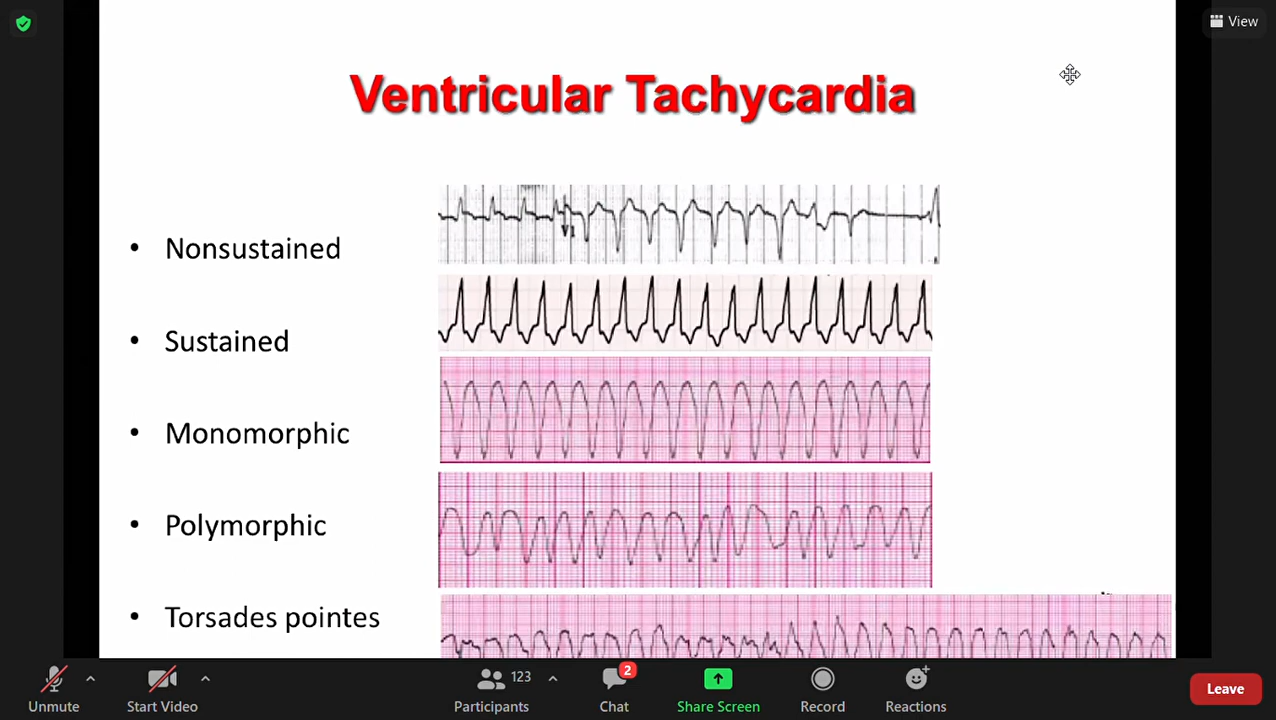 View
Ventricular Tachycardia
• Nonsustained
• Sustained
• Monomorphic
• Polymorphic
• Torsades pointes
Unmute
Start Video
Participants 123
Chat 2
Share Screen
Record
Reactions
Leave